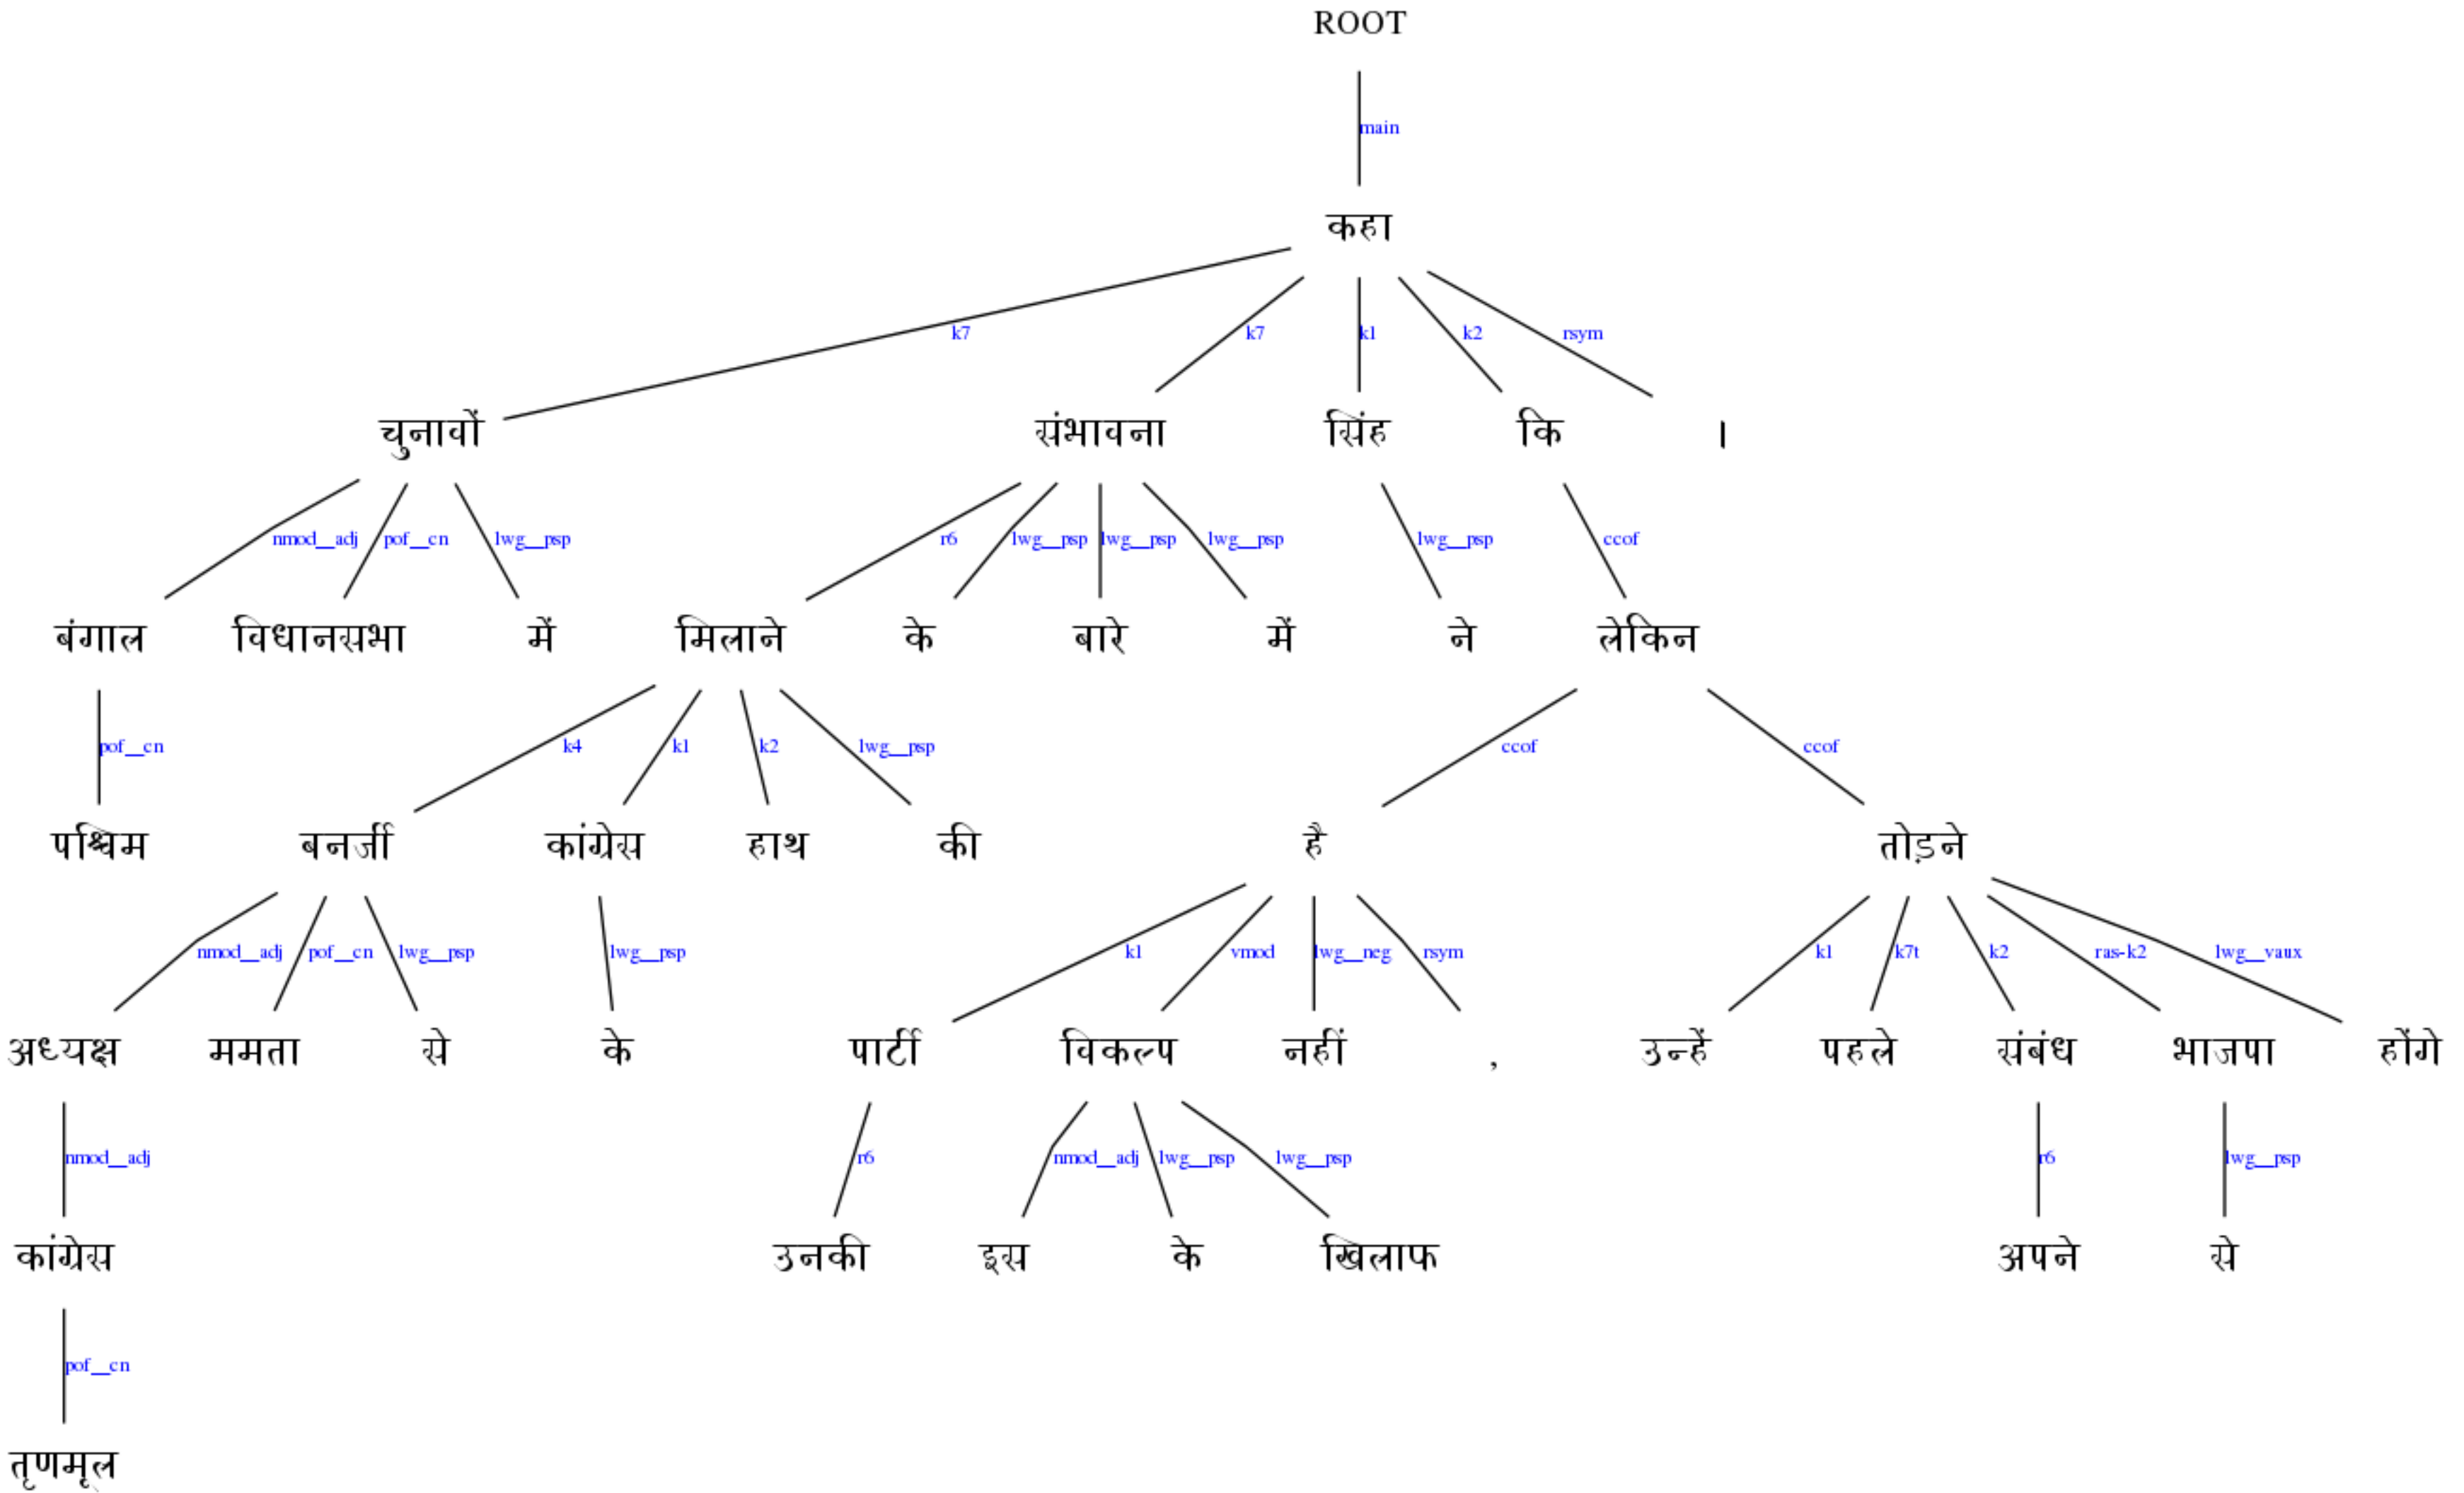 ROOT
main
कहा
k7 k7 k1 k2 rsym
चुनावों संभावना सिंह कि ।
nmod__adj pof__cn lwg__psp r6 lwg__psp lwg__psp lwg__psp lwg__psp ccof
बंगाल विधानसभा में मिलाने के बारे में ने लेकिन
pof__cn k4 k1 k2 lwg__psp ccof ccof
पश्चिम बनर्जी कांग्रेस हाथ की है तोड़ने
nmod__adj pof__cn lwg__psp lwg__psp k1 vmod lwg__neg rsym k1 k7t k2 ras-k2 lwg__vaux
अध्यक्ष ममता से के पार्टी विकल्प नहीं , उन्हें पहले संबंध भाजपा होंगे
nmod__adj r6 nmod__adj lwg__psp lwg__psp r6 lwg__psp
कांग्रेस उनकी इस के खिलाफ अपने से
pof__cn
तृणमूल